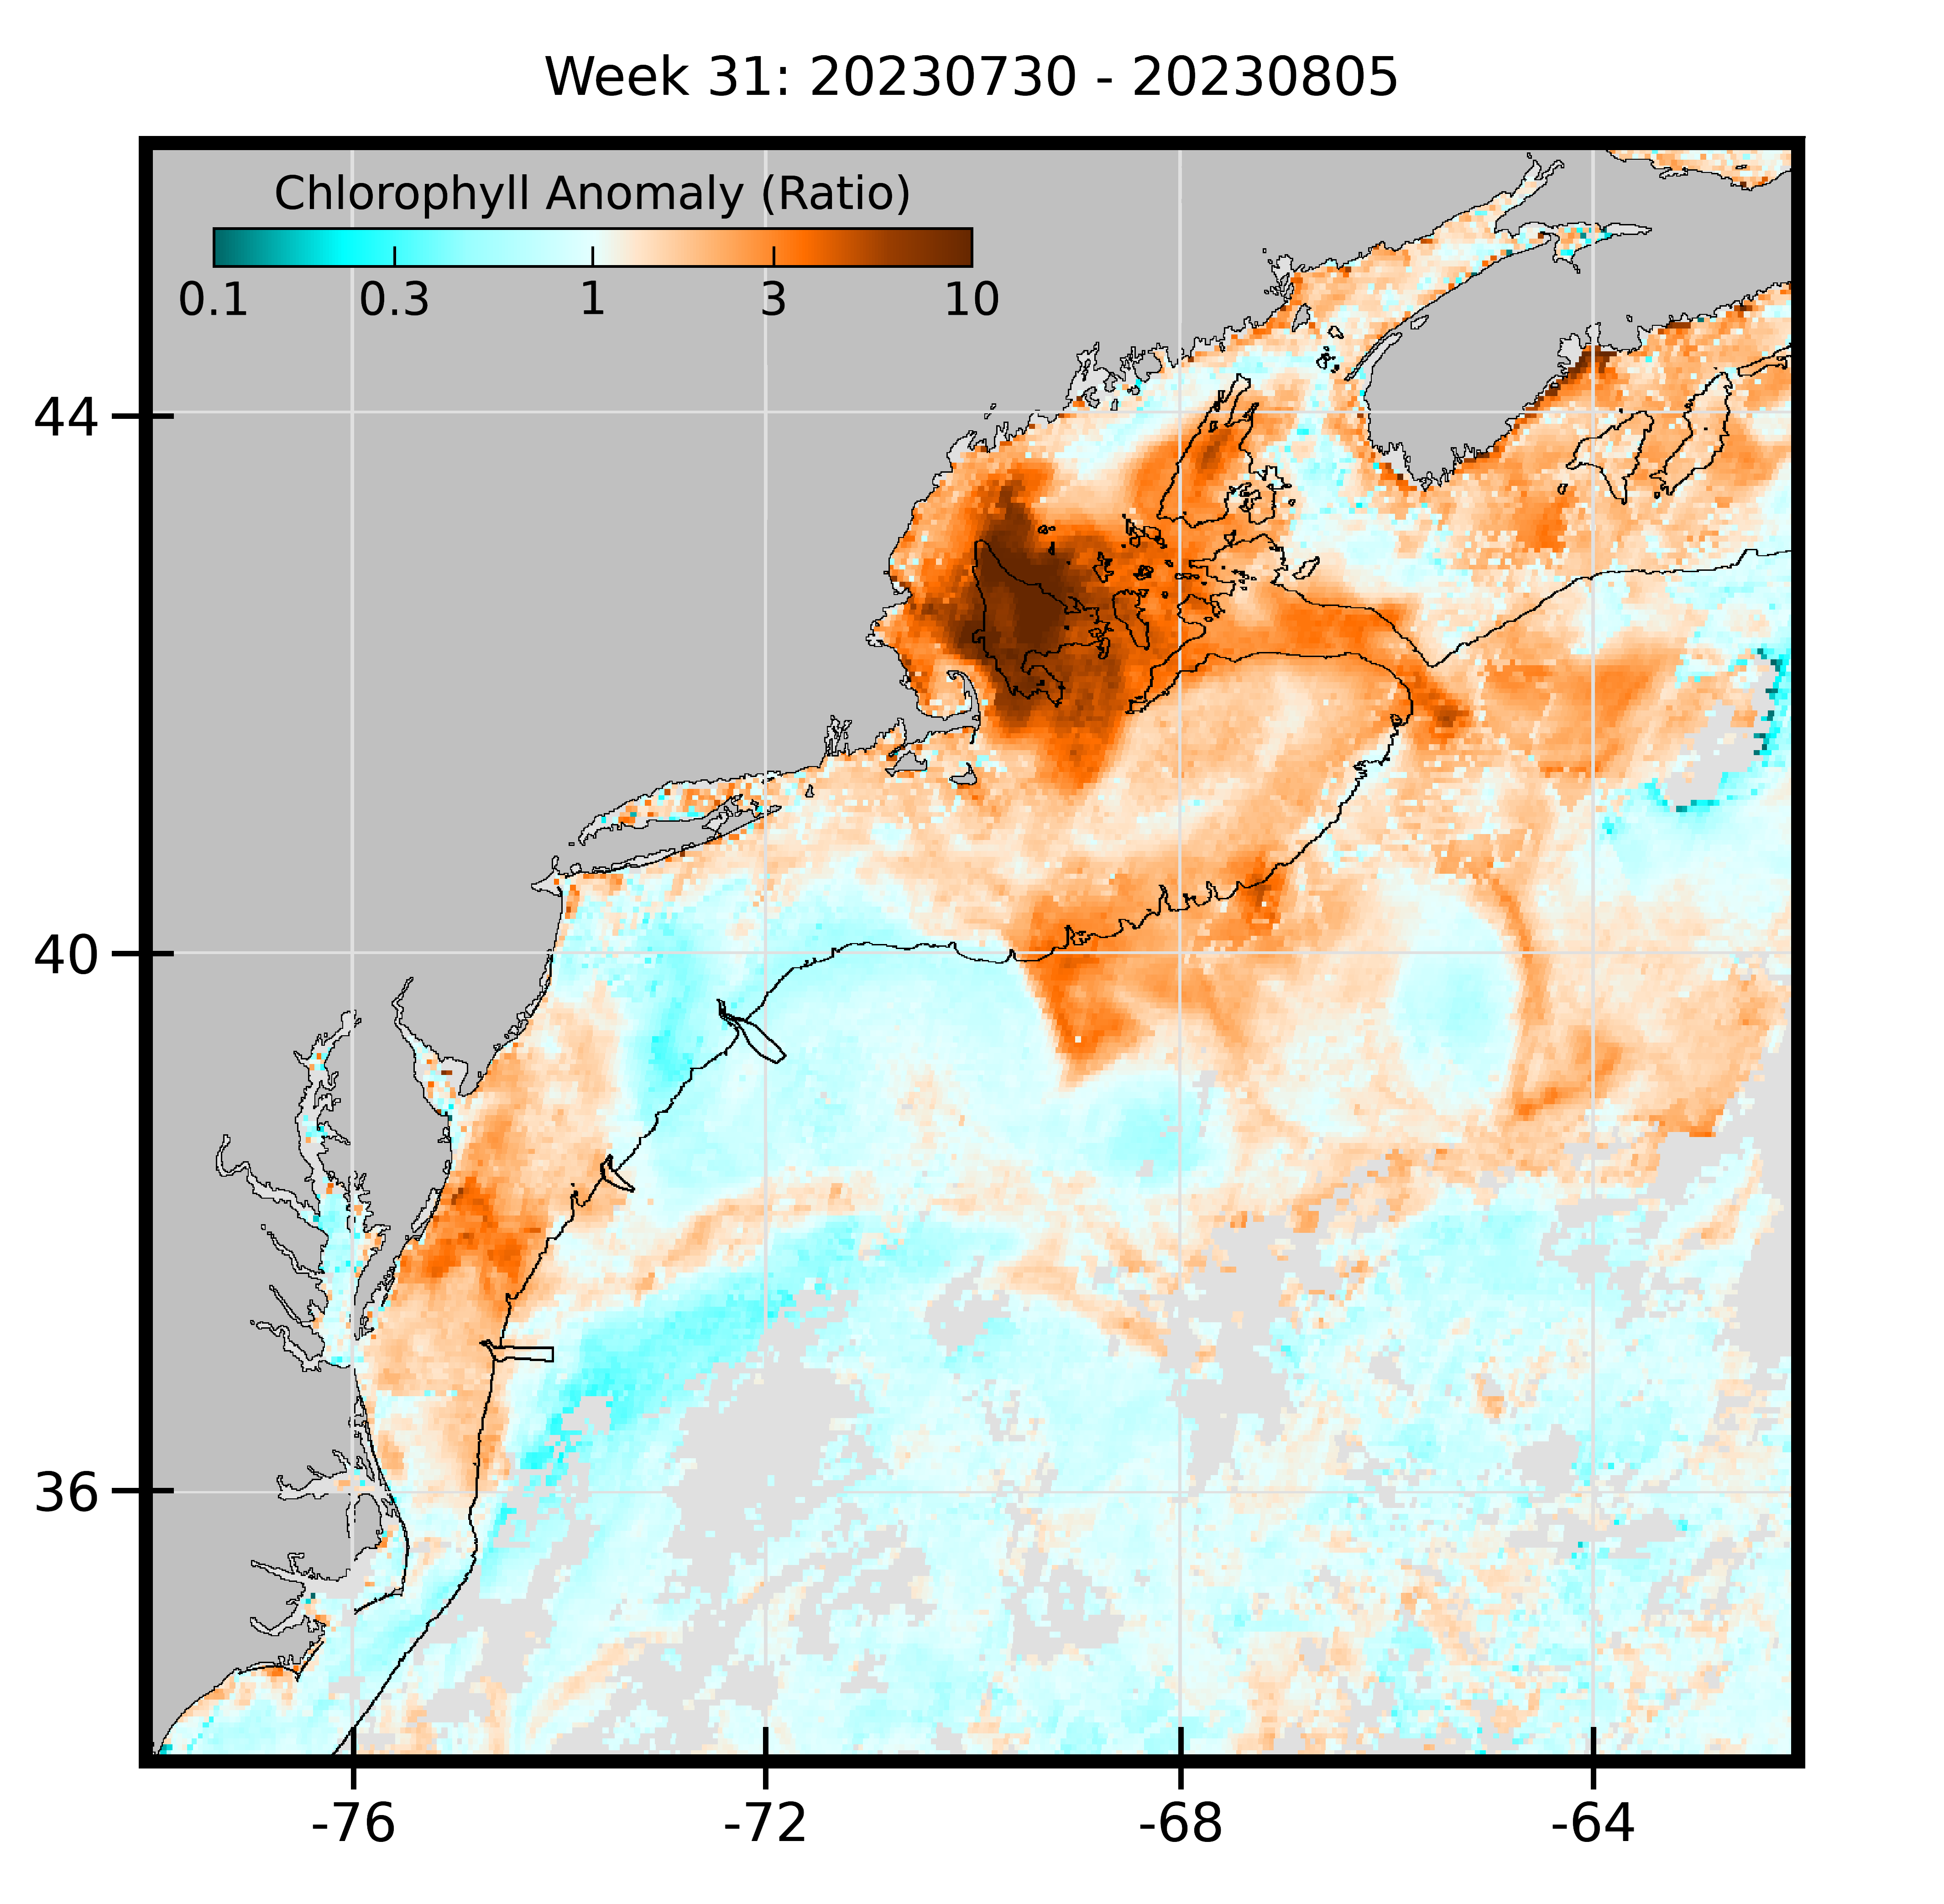 Week 31: 20230730 - 20230805
Chlorophyll Anomaly (Ratio)
0.1 0.3 1 3 10
44
40
36
-76 -72 -68 -64